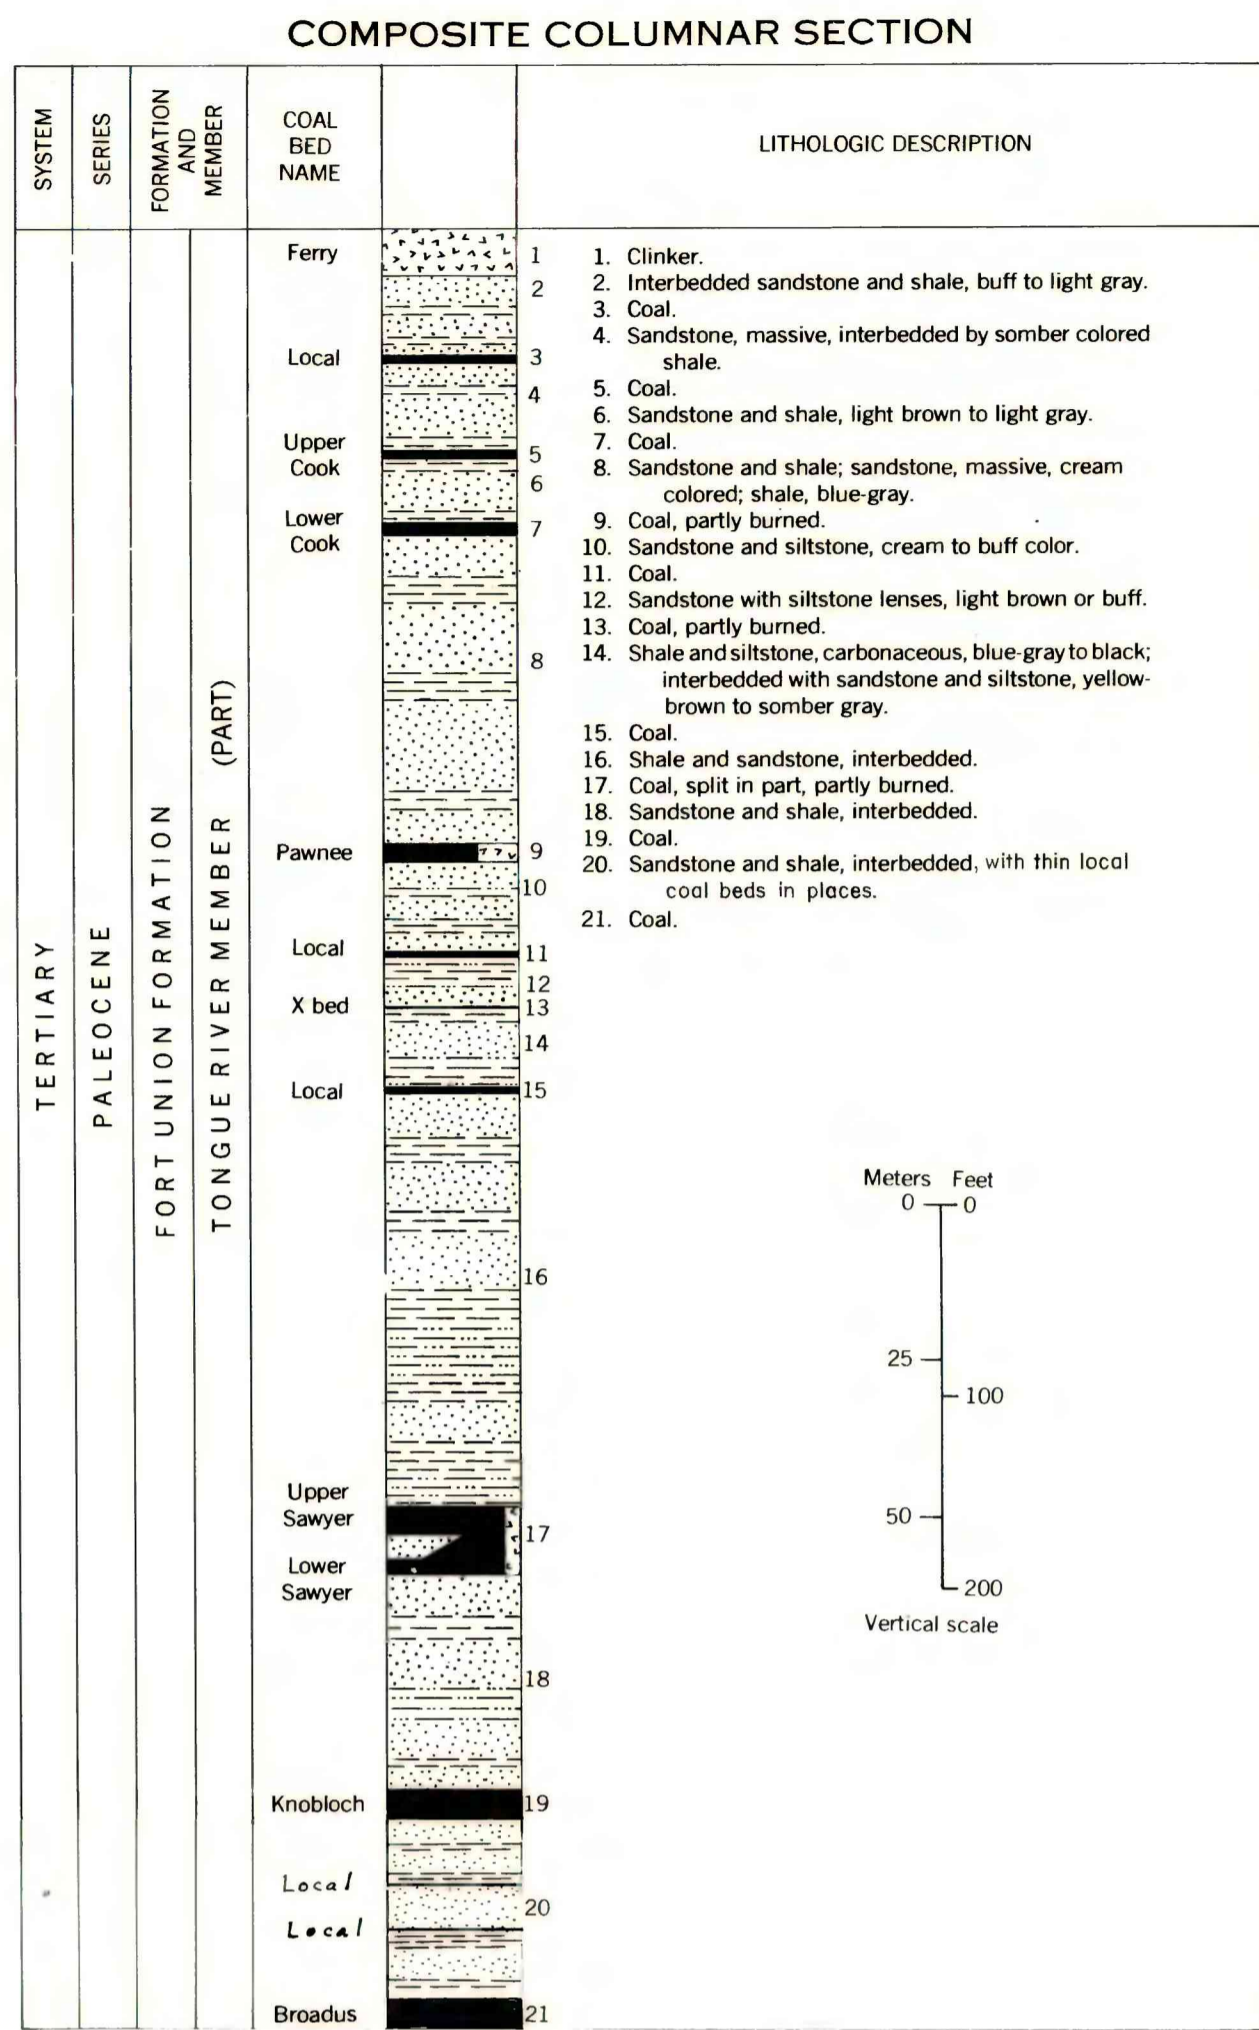 COMPOSITE COLUMNAR SECTION
SYSTEM
SERIES
FORMATION
AND
MEMBER
COAL
BED
NAME
LITHOLOGIC DESCRIPTION
TERTIARY
PALEOCENE
FORT UNION FORMATION
TONGUE RIVER MEMBER (PART)
Ferry 1
2
Local 3
4
Upper
Cook 5
6
Lower
Cook 7
8
Pawnee 9
10
Local 11
12
X bed 13
14
Local 15
16
Upper
Sawyer
17
Lower
Sawyer
18
Knobloch 19
Local
20
Local
Broadus 21
1. Clinker.
2. Interbedded sandstone and shale, buff to light gray.
3. Coal.
4. Sandstone, massive, interbedded by somber colored
shale.
5. Coal.
6. Sandstone and shale, light brown to light gray.
7. Coal.
8. Sandstone and shale; sandstone, massive, cream
colored; shale, blue-gray.
9. Coal, partly burned.
10. Sandstone and siltstone, cream to buff color.
11. Coal.
12. Sandstone with siltstone lenses, light brown or buff.
13. Coal, partly burned.
14. Shale and siltstone, carbonaceous, blue-gray to black;
interbedded with sandstone and siltstone, yellow-
brown to somber gray.
15. Coal.
16. Shale and sandstone, interbedded.
17. Coal, split in part, partly burned.
18. Sandstone and shale, interbedded.
19. Coal.
20. Sandstone and shale, interbedded, with thin local
coal beds in places.
21. Coal.
Meters Feet
0 0
25
100
50
200
Vertical scale